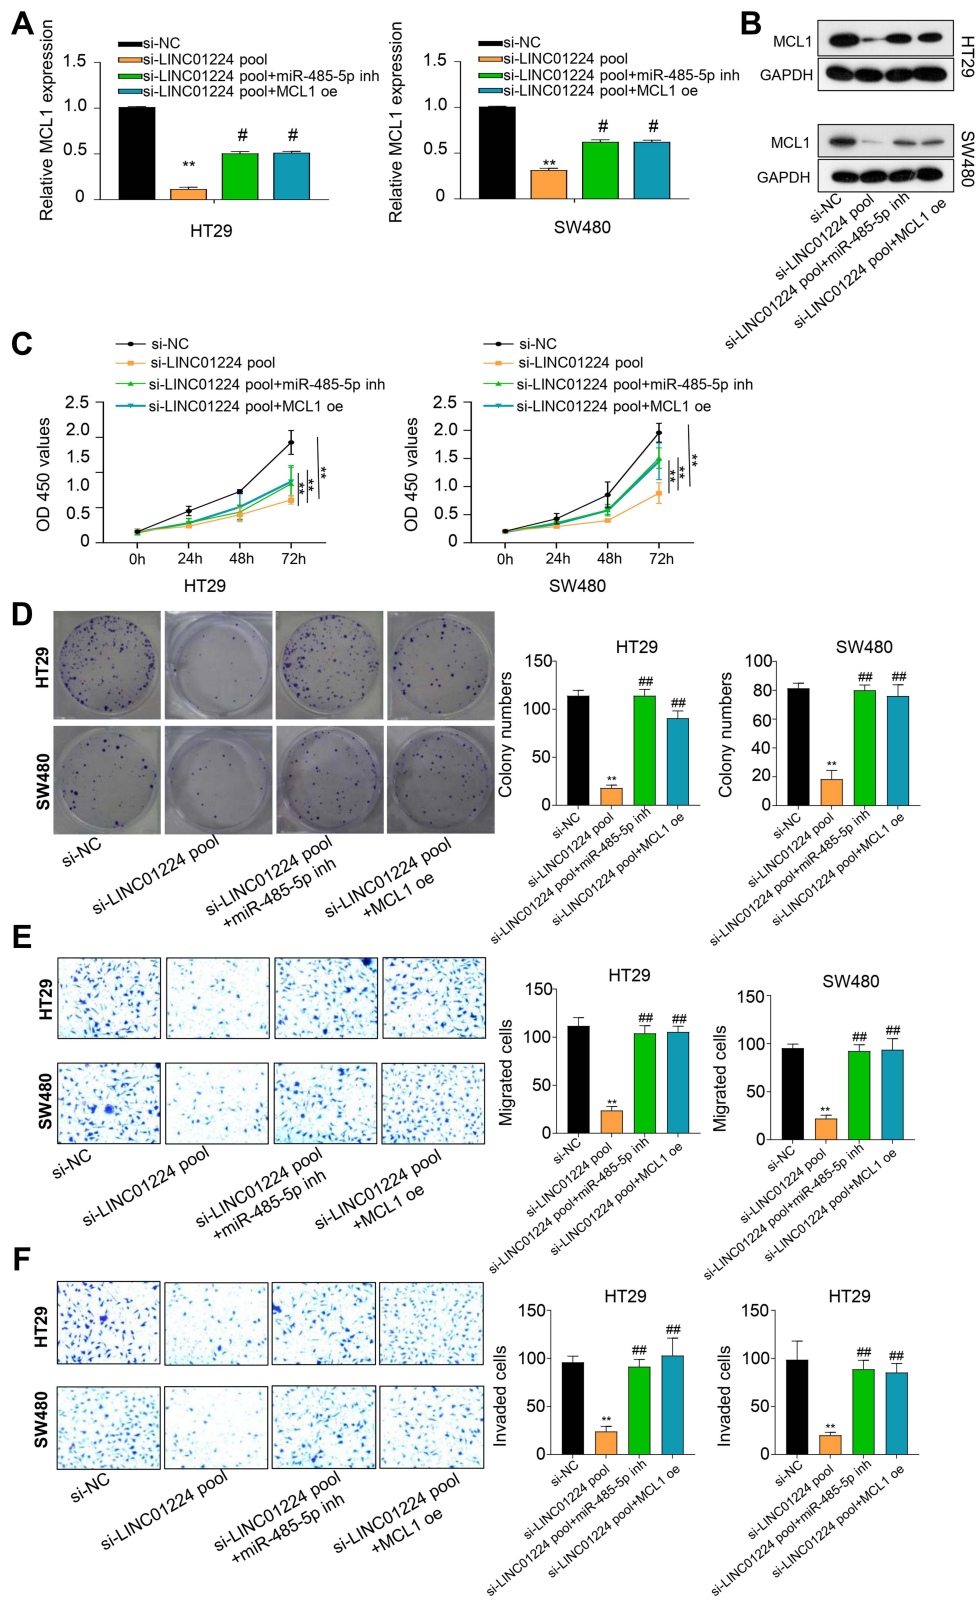 A
Relative MCL1 expression
1.5
1.0
0.5
0
si-NC
si-LINC01224 pool
si-LINC01224 pool+miR-485-5p inh
si-LINC01224 pool+MCL1 oe
**
#
#
HT29
Relative MCL1 expression
1.5
1.0
0.5
0
si-NC
si-LINC01224 pool
si-LINC01224 pool+miR-485-5p inh
si-LINC01224 pool+MCL1 oe
**
#
#
SW480
B
MCL1
GAPDH
HT29
MCL1
GAPDH
SW480
si-NC
si-LINC01224 pool
si-LINC01224 pool+miR-485-5p inh
si-LINC01224 pool+MCL1 oe
C
si-NC
si-LINC01224 pool
si-LINC01224 pool+miR-485-5p inh
si-LINC01224 pool+MCL1 oe
OD 450 values
2.5
2.0
1.5
1.0
0.5
0
**
**
**
0h
24h
48h
72h
HT29
si-NC
si-LINC01224 pool
si-LINC01224 pool+miR-485-5p inh
si-LINC01224 pool+MCL1 oe
OD 450 values
2.5
2.0
1.5
1.0
0.5
0
**
**
**
0h
24h
48h
72h
SW480
D
HT29
SW480
si-NC
si-LINC01224 pool
si-LINC01224 pool
+miR-485-5p inh
si-LINC01224 pool
+MCL1 oe
HT29
Colony numbers
150
100
50
0
**
##
##
si-NC
si-LINC01224 pool
si-LINC01224 pool+miR-485-5p inh
si-LINC01224 pool+MCL1 oe
SW480
Colony numbers
100
80
60
40
20
0
**
##
##
si-NC
si-LINC01224 pool
si-LINC01224 pool+miR-485-5p inh
si-LINC01224 pool+MCL1 oe
E
HT29
SW480
si-NC
si-LINC01224 pool
si-LINC01224 pool
+miR-485-5p inh
si-LINC01224 pool
+MCL1 oe
HT29
Migrated cells
150
100
50
0
**
##
##
si-NC
si-LINC01224 pool
si-LINC01224 pool+miR-485-5p inh
si-LINC01224 pool+MCL1 oe
SW480
Migrated cells
150
100
50
0
**
##
##
si-NC
si-LINC01224 pool
si-LINC01224 pool+miR-485-5p inh
si-LINC01224 pool+MCL1 oe
F
HT29
SW480
si-NC
si-LINC01224 pool
si-LINC01224 pool
+miR-485-5p inh
si-LINC01224 pool
+MCL1 oe
HT29
Invaded cells
150
100
50
0
**
##
##
si-NC
si-LINC01224 pool
si-LINC01224 pool+miR-485-5p inh
si-LINC01224 pool+MCL1 oe
HT29
Invaded cells
150
100
50
0
**
##
##
si-NC
si-LINC01224 pool
si-LINC01224 pool+miR-485-5p inh
si-LINC01224 pool+MCL1 oe